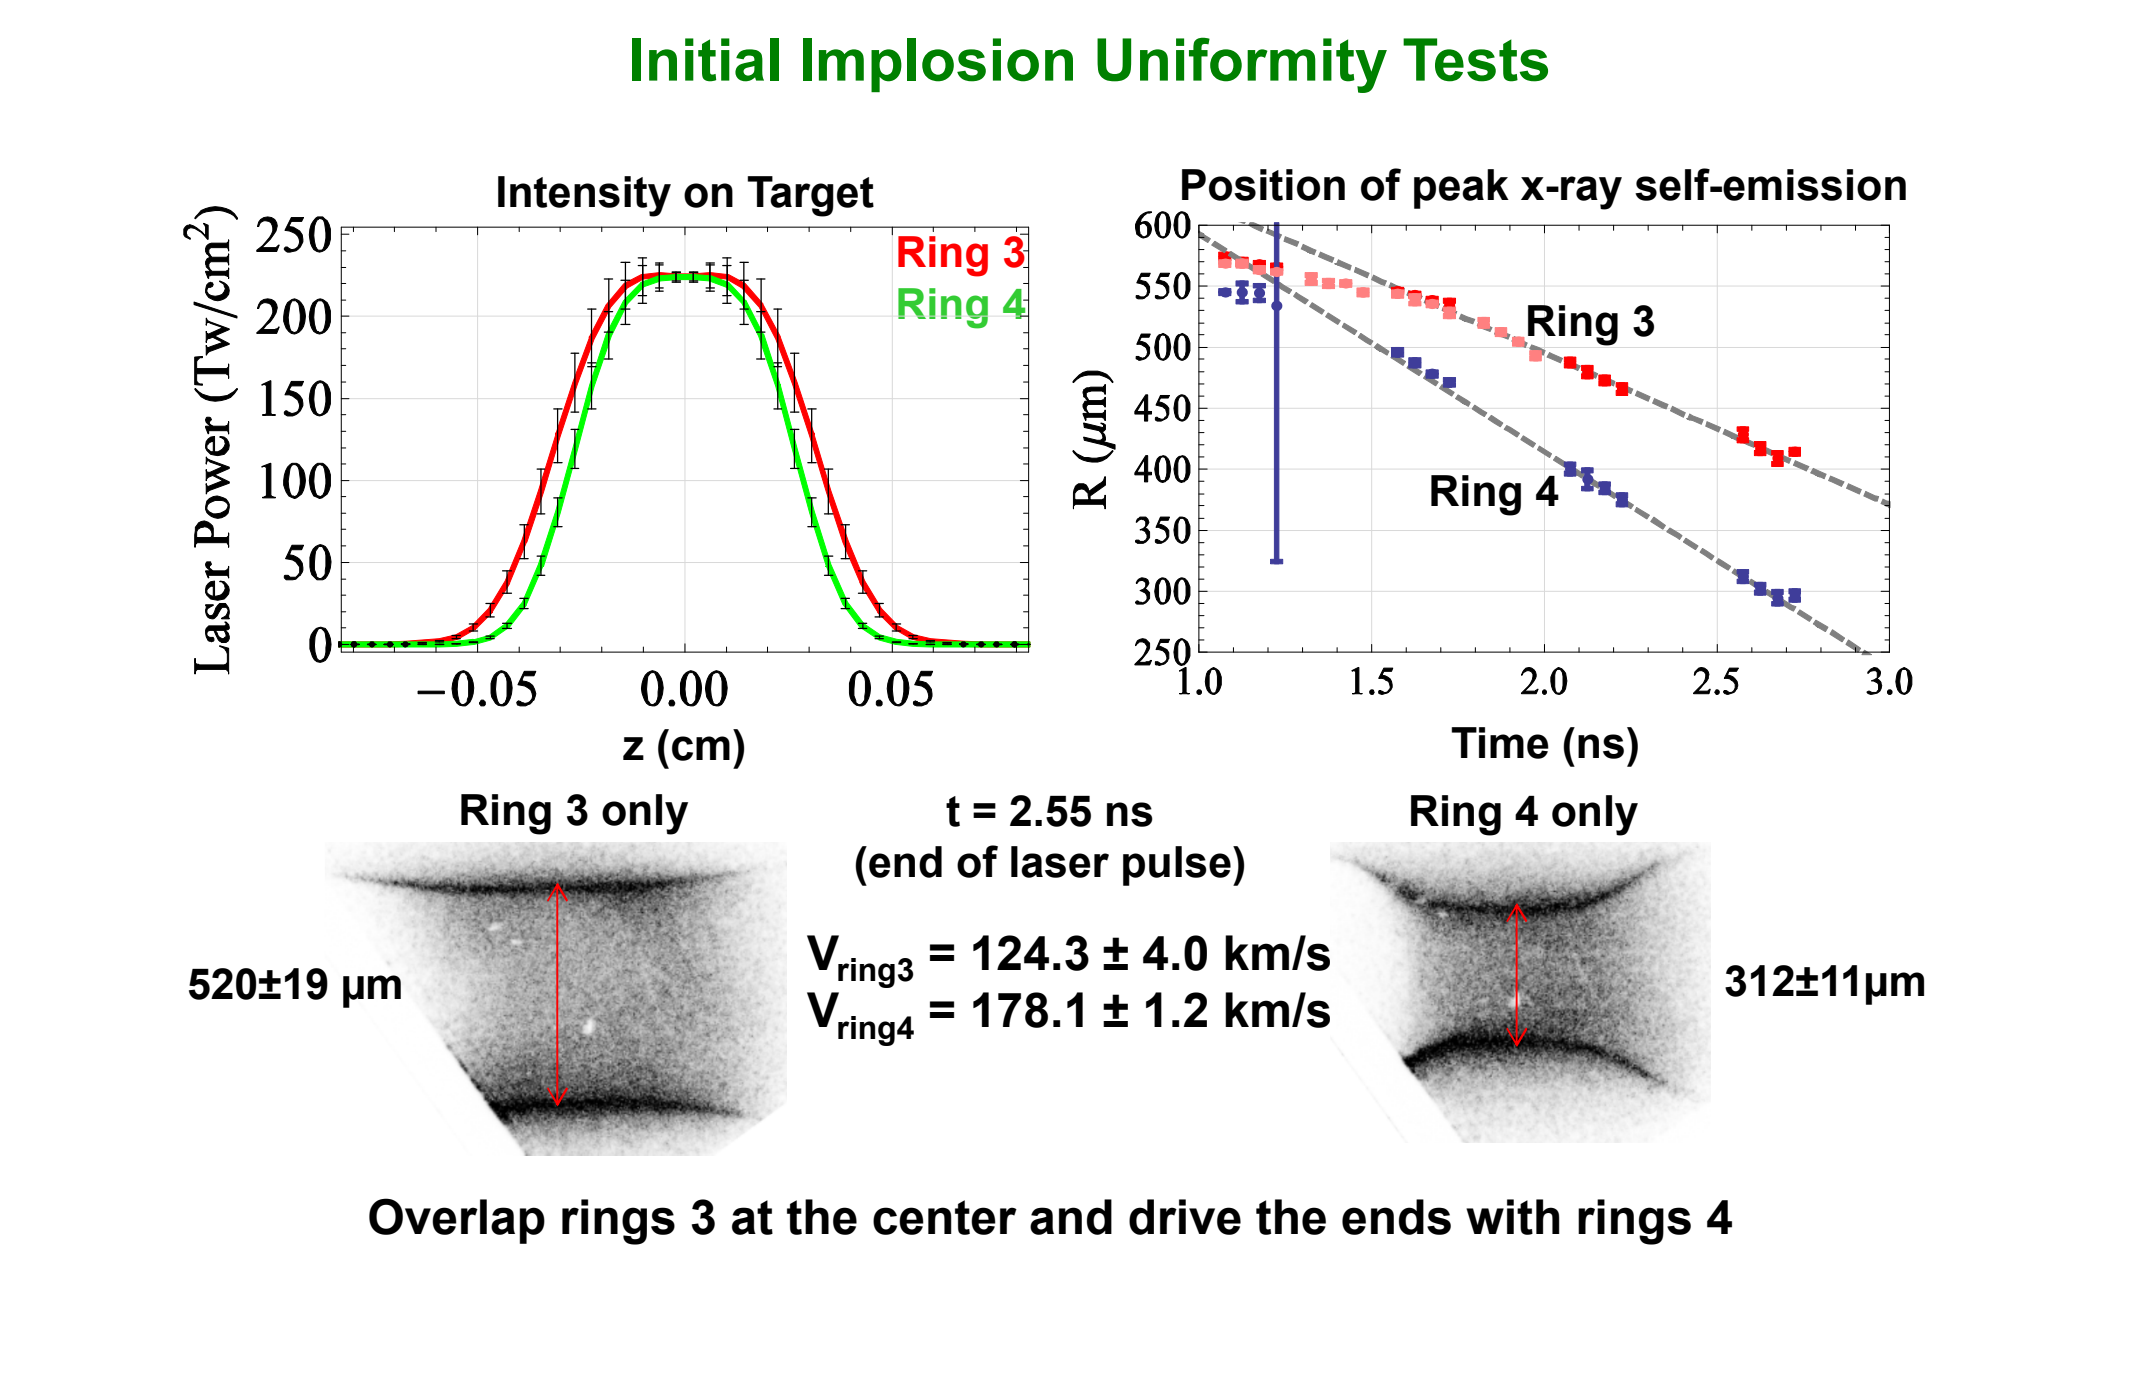 Initial Implosion Uniformity Tests
Intensity on Target
Laser Power (Tw/cm²)
250
200
150
100
50
0
Ring 3
Ring 4
−0.05
0.00
0.05
z (cm)
Position of peak x-ray self-emission
R (μm)
600
550
500
450
400
350
300
250
Ring 3
Ring 4
1.0
1.5
2.0
2.5
3.0
Time (ns)
Ring 3 only
520±19 μm
t = 2.55 ns
(end of laser pulse)
Vring3 = 124.3 ± 4.0 km/s
Vring4 = 178.1 ± 1.2 km/s
Ring 4 only
312±11μm
Overlap rings 3 at the center and drive the ends with rings 4